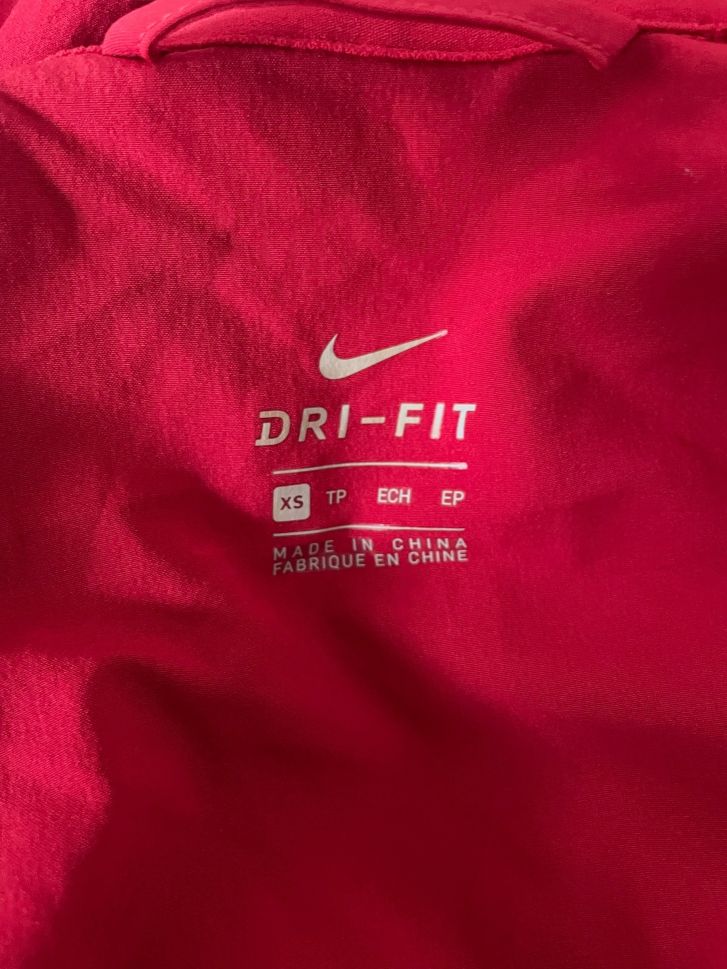 DRI-FIT
XS TP ECH EP
MADE IN CHINA
FABRIQUE EN CHINE